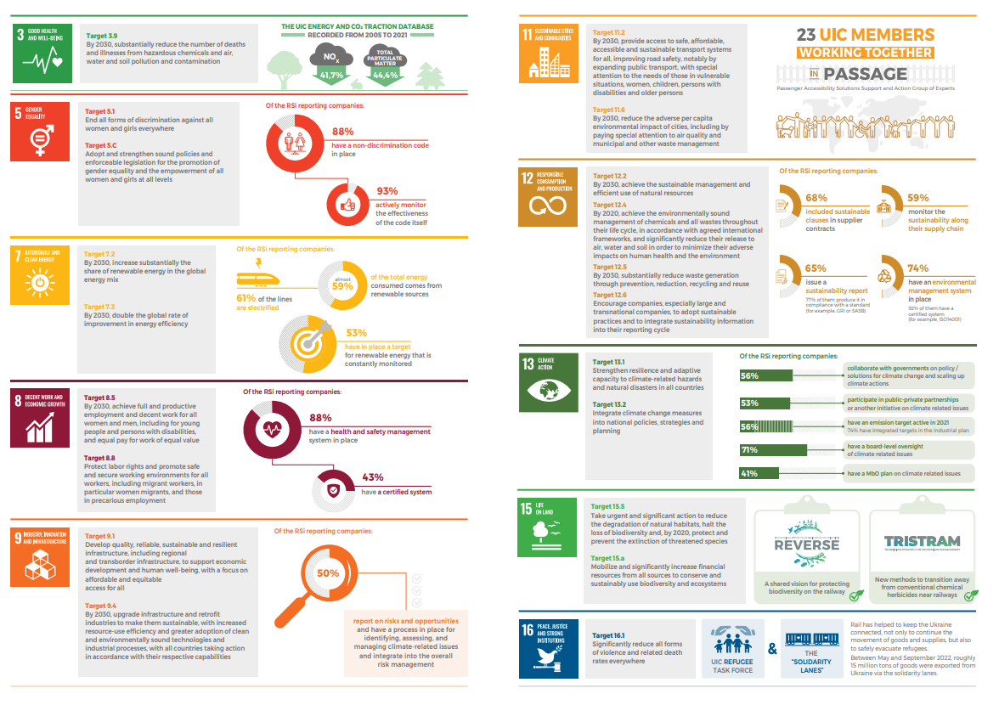 3 GOOD HEALTH
AND WELL-BEING
Target 3.9
By 2030, substantially reduce the number of deaths
and illnesses from hazardous chemicals and air,
water and soil pollution and contamination
THE UIC ENERGY AND CO₂ TRACTION DATABASE
RECORDED FROM 2005 TO 2021
NOx
41,7%
TOTAL
PARTICULATE
MATTER
44,4%
5 GENDER
EQUALITY
Target 5.1
End all forms of discrimination against all
women and girls everywhere
Target 5.C
Adopt and strengthen sound policies and
enforceable legislation for the promotion of
gender equality and the empowerment of all
women and girls at all levels
Of the RSi reporting companies:
88%
have a non-discrimination code
in place
93%
actively monitor
the effectiveness
of the code itself
7 AFFORDABLE AND
CLEAN ENERGY
Target 7.2
By 2030, increase substantially the
share of renewable energy in the global
energy mix
Target 7.3
By 2030, double the global rate of
improvement in energy efficiency
Of the RSi reporting companies:
61% of the lines
are electrified
almost
59%
of the total energy
consumed comes from
renewable sources
53%
have in place a target
for renewable energy that is
constantly monitored
8 DECENT WORK AND
ECONOMIC GROWTH
Target 8.5
By 2030, achieve full and productive
employment and decent work for all
women and men, including for young
people and persons with disabilities,
and equal pay for work of equal value
Target 8.8
Protect labor rights and promote safe
and secure working environments for all
workers, including migrant workers, in
particular women migrants, and those
in precarious employment
Of the RSi reporting companies:
88%
have a health and safety management
system in place
43%
have a certified system
9 INDUSTRY, INNOVATION
AND INFRASTRUCTURE
Target 9.1
Develop quality, reliable, sustainable and resilient
infrastructure, including regional
and transborder infrastructure, to support economic
development and human well-being, with a focus on
affordable and equitable
access for all
Target 9.4
By 2030, upgrade infrastructure and retrofit
industries to make them sustainable, with increased
resource-use efficiency and greater adoption of clean
and environmentally sound technologies and
industrial processes, with all countries taking action
in accordance with their respective capabilities
Of the RSi reporting companies:
50%
report on risks and opportunities
and have a process in place for
identifying, assessing, and
managing climate-related issues
and integrate into the overall
risk management
11 SUSTAINABLE CITIES
AND COMMUNITIES
Target 11.2
By 2030, provide access to safe, affordable,
accessible and sustainable transport systems
for all, improving road safety, notably by
expanding public transport, with special
attention to the needs of those in vulnerable
situations, women, children, persons with
disabilities and older persons
Target 11.6
By 2030, reduce the adverse per capita
environmental impact of cities, including by
paying special attention to air quality and
municipal and other waste management
23 UIC MEMBERS
WORKING TOGETHER
IN PASSAGE
Passenger Accessibility Solutions Support and Action Group of Experts
12 RESPONSIBLE
CONSUMPTION
AND PRODUCTION
Target 12.2
By 2030, achieve the sustainable management and
efficient use of natural resources
Target 12.4
By 2020, achieve the environmentally sound
management of chemicals and all wastes throughout
their life cycle, in accordance with agreed international
frameworks, and significantly reduce their release to
air, water and soil in order to minimize their adverse
impacts on human health and the environment
Target 12.5
By 2030, substantially reduce waste generation
through prevention, reduction, recycling and reuse
Target 12.6
Encourage companies, especially large and
transnational companies, to adopt sustainable
practices and to integrate sustainability information
into their reporting cycle
Of the RSi reporting companies:
68%
included sustainable
clauses in supplier
contracts
59%
monitor the
sustainability along
their supply chain
65%
issue a
sustainability report
77% of them produce it in
compliance with a standard
(for example, GRI or SASB)
74%
have an environmental
management system
in place
92% of them have a
certified system
(for example, ISO14001)
13 CLIMATE
ACTION
Target 13.1
Strengthen resilience and adaptive
capacity to climate-related hazards
and natural disasters in all countries
Target 13.2
Integrate climate change measures
into national policies, strategies and
planning
Of the RSi reporting companies:
56%
collaborate with governments on policy /
solutions for climate change and scaling up
climate actions
53%
participate in public-private partnerships
or another initiative on climate related issues
56%
have an emission target active in 2021
74% have integrated targets in the industrial plan
71%
have a board-level oversight
of climate related issues
41%
have a MbO plan on climate related issues
15 LIFE
ON LAND
Target 15.5
Take urgent and significant action to reduce
the degradation of natural habitats, halt the
loss of biodiversity and, by 2020, protect and
prevent the extinction of threatened species
Target 15.a
Mobilize and significantly increase financial
resources from all sources to conserve and
sustainably use biodiversity and ecosystems
REVERSE
A shared vision for protecting
biodiversity on the railway
TRISTRAM
New methods to transition away
from conventional chemical
herbicides near railways
16 PEACE, JUSTICE
AND STRONG
INSTITUTIONS
Target 16.1
Significantly reduce all forms
of violence and related death
rates everywhere
UIC REFUGEE
TASK FORCE
&
THE
"SOLIDARITY
LANES"
Rail has helped to keep the Ukraine
connected, not only to continue the
movement of goods and supplies, but also
to safely evacuate refugees.
Between May and September 2022, roughly
15 million tons of goods were exported from
Ukraine via the solidarity lanes.